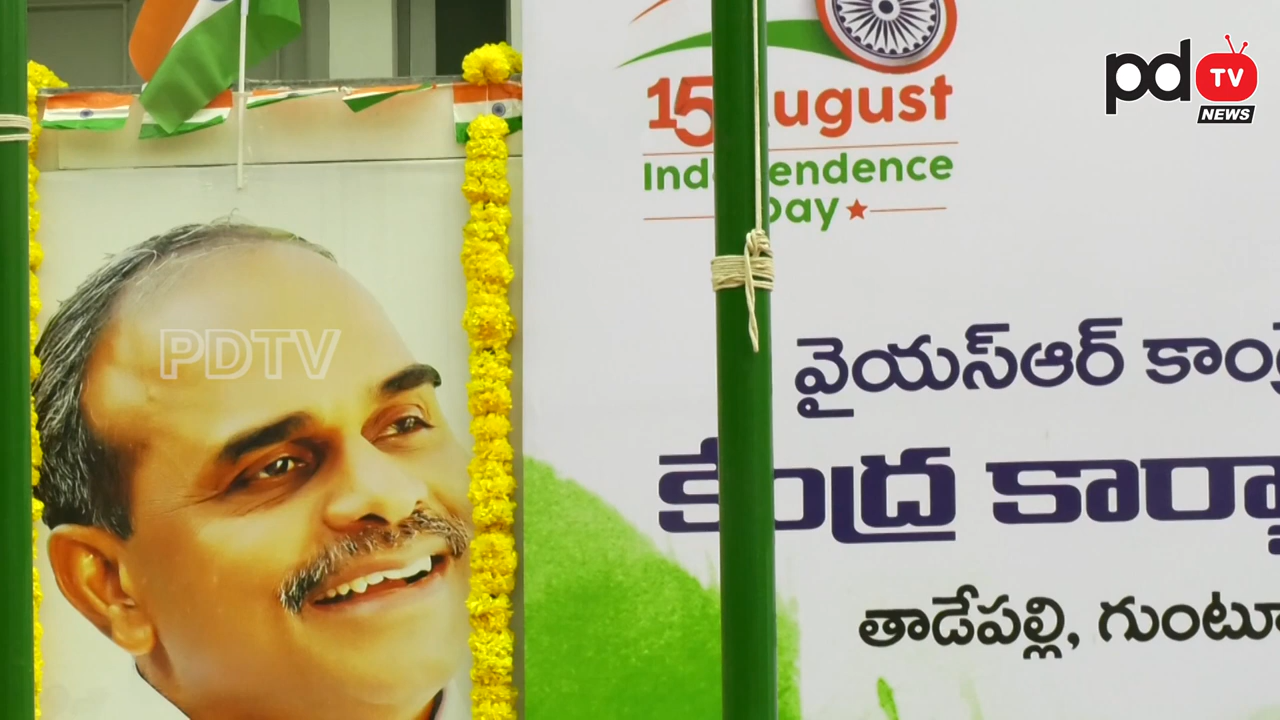 pd TV
NEWS
15 August
Independence
Day
PDTV
వైయస్ఆర్
కేంద్ర
తాడేపల్లి,